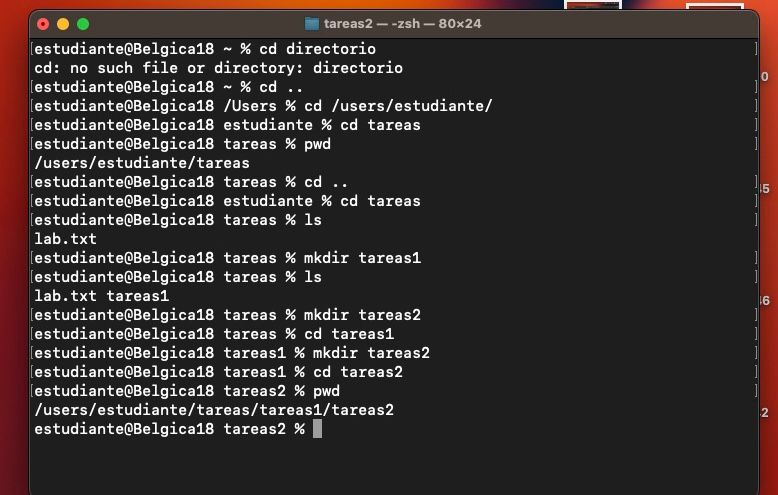 tareas2 — -zsh — 80×24
[estudiante@Belgica18 ~ % cd directorio ]
cd: no such file or directory: directorio
[estudiante@Belgica18 ~ % cd .. ]
[estudiante@Belgica18 /Users % cd /users/estudiante/ ]
[estudiante@Belgica18 estudiante % cd tareas ]
[estudiante@Belgica18 tareas % pwd ]
/users/estudiante/tareas
[estudiante@Belgica18 tareas % cd .. ]
[estudiante@Belgica18 estudiante % cd tareas ]
[estudiante@Belgica18 tareas % ls ]
lab.txt
[estudiante@Belgica18 tareas % mkdir tareas1 ]
[estudiante@Belgica18 tareas % ls ]
lab.txt tareas1
[estudiante@Belgica18 tareas % mkdir tareas2 ]
[estudiante@Belgica18 tareas % cd tareas1 ]
[estudiante@Belgica18 tareas1 % mkdir tareas2 ]
[estudiante@Belgica18 tareas1 % cd tareas2 ]
[estudiante@Belgica18 tareas2 % pwd ]
/users/estudiante/tareas/tareas1/tareas2
estudiante@Belgica18 tareas2 %